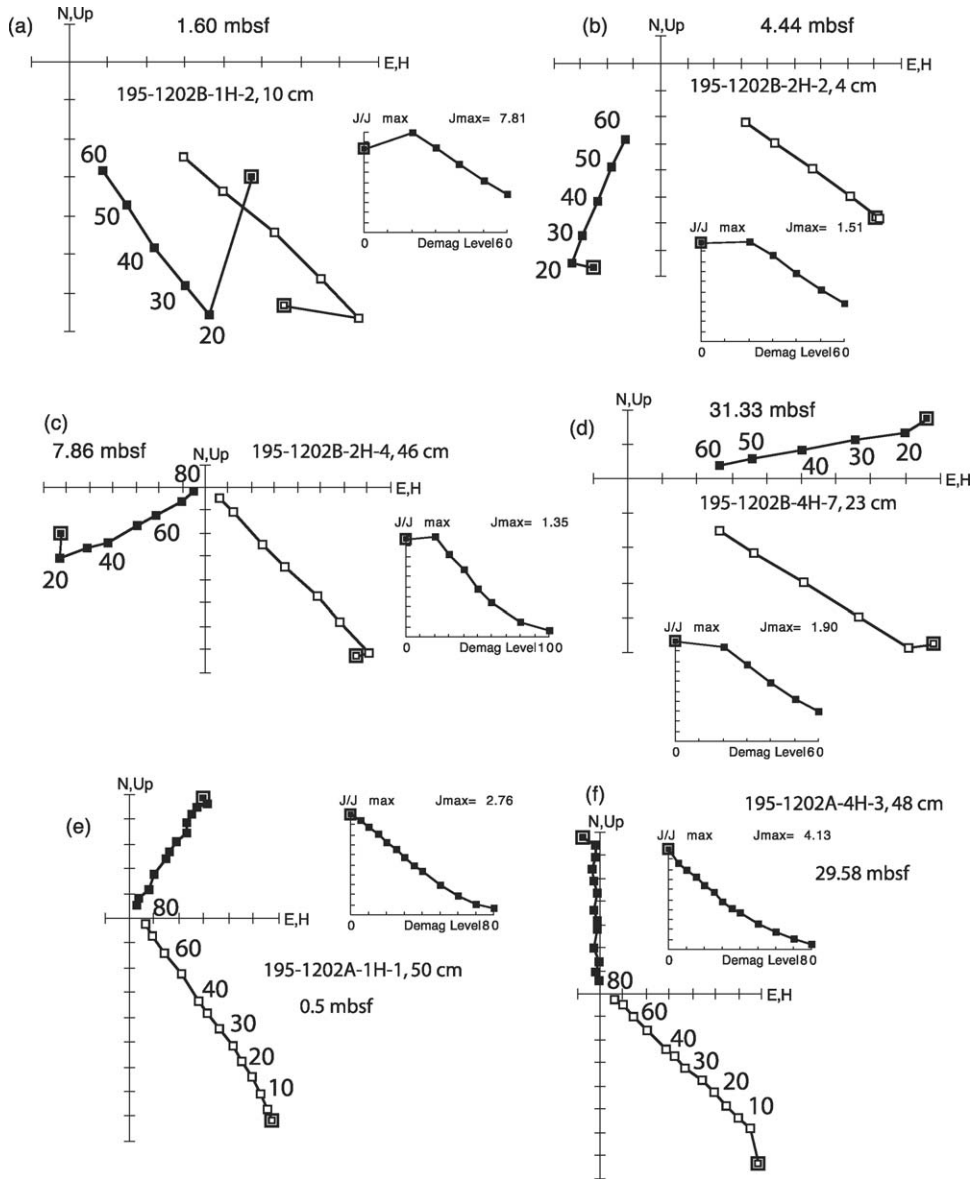 (a)
N,Up
1.60 mbsf
E,H
195-1202B-1H-2, 10 cm
J/J max Jmax= 7.81
60
50
40
30
20
0 Demag Level 60
(b)
N,Up
4.44 mbsf
E,H
195-1202B-2H-2, 4 cm
60
50
40
30
20
J/J max Jmax= 1.51
0 Demag Level 60
(c)
7.86 mbsf
N,Up
195-1202B-2H-4, 46 cm
80
E,H
60
40
20
J/J max Jmax= 1.35
0 Demag Level 100
(d)
N,Up
31.33 mbsf
60 50 40 30 20
E,H
195-1202B-4H-7, 23 cm
J/J max Jmax= 1.90
0 Demag Level 60
(e)
N,Up
J/J max Jmax= 2.76
0 Demag Level 80
80
E,H
60
40
30
20
10
195-1202A-1H-1, 50 cm
0.5 mbsf
(f)
195-1202A-4H-3, 48 cm
N,Up
J/J max Jmax= 4.13
29.58 mbsf
0 Demag Level 80
80
E,H
60
40
30
20
10